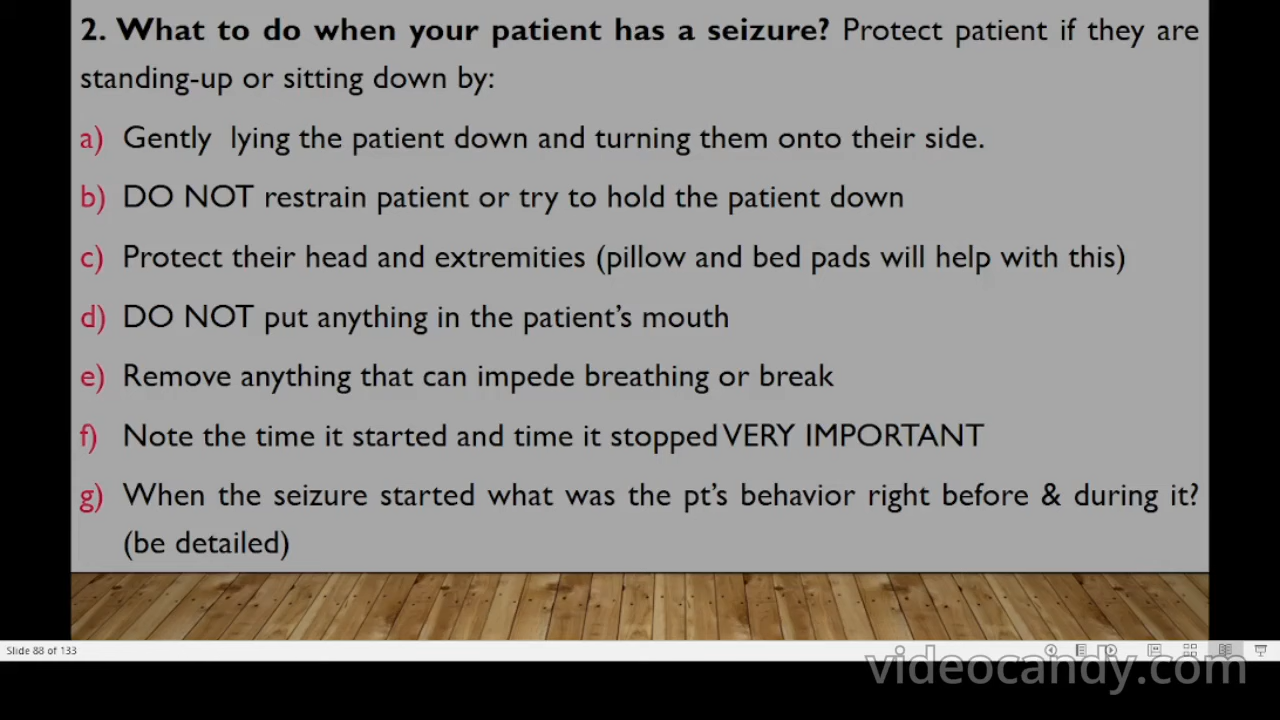 2. What to do when your patient has a seizure? Protect patient if they are
standing-up or sitting down by:
a) Gently lying the patient down and turning them onto their side.
b) DO NOT restrain patient or try to hold the patient down
c) Protect their head and extremities (pillow and bed pads will help with this)
d) DO NOT put anything in the patient’s mouth
e) Remove anything that can impede breathing or break
f) Note the time it started and time it stopped VERY IMPORTANT
g) When the seizure started what was the pt’s behavior right before & during it?
(be detailed)
Slide 88 of 133
videocandy.com